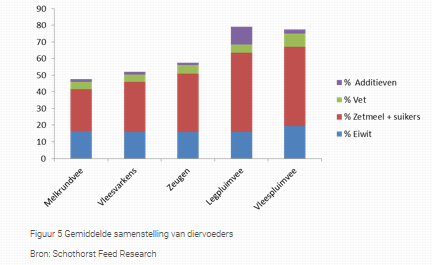 90
80
70
60
50
40
30
20
10
0
Melkrundvee
Vleesvarkens
Zeugen
Legpluimvee
Vleespluimvee
% Additieven
% Vet
% Zetmeel + suikers
% Eiwit
Figuur 5 Gemiddelde samenstelling van diervoeders
Bron: Schothorst Feed Research